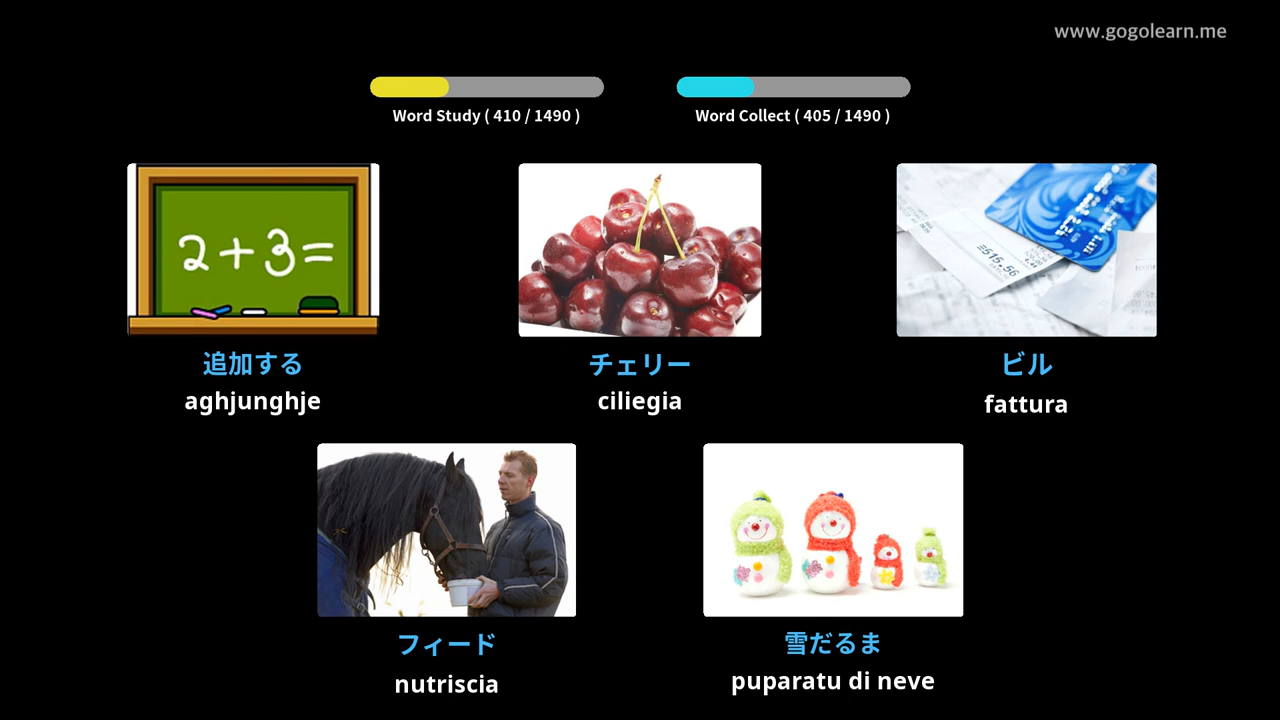 www.gogolearn.me
Word Study ( 410 / 1490 )
Word Collect ( 405 / 1490 )
2+3=
追加する
aghjunghje
チェリー
ciliegia
ビル
fattura
フィード
nutriscia
雪だるま
puparatu di neve